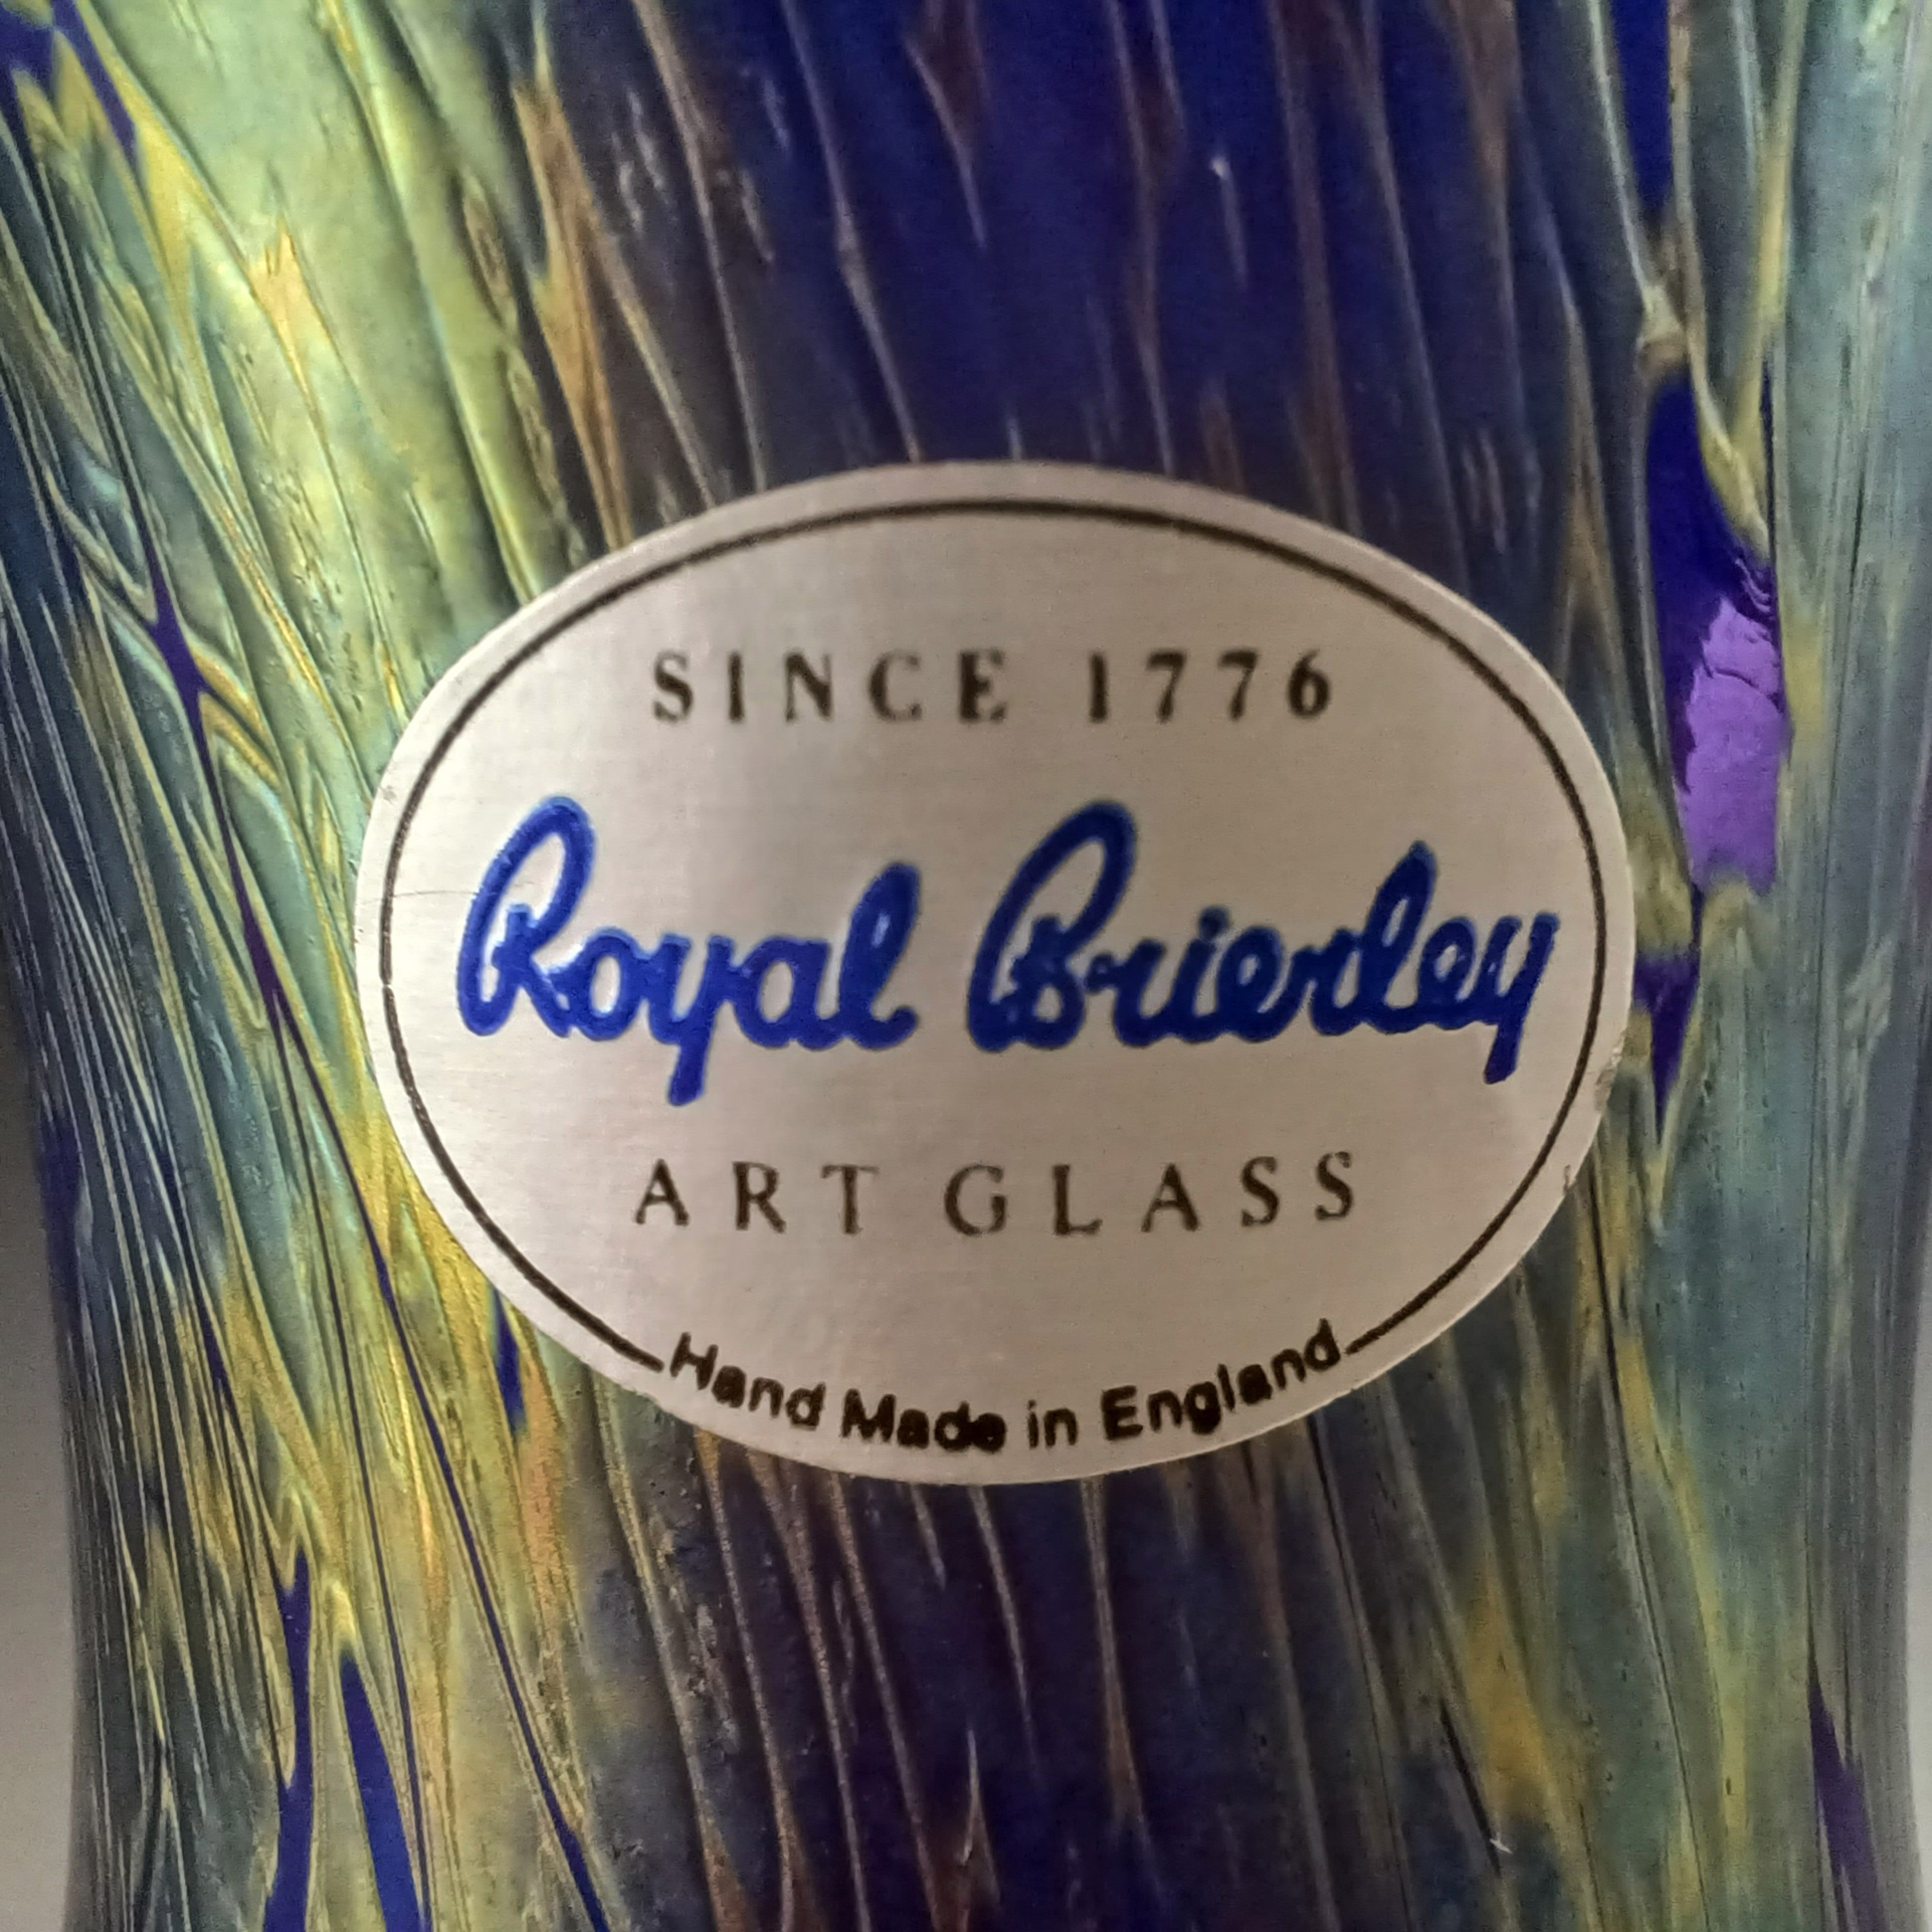 SINCE 1776
Royal Brierley
ART GLASS
Hand Made in England